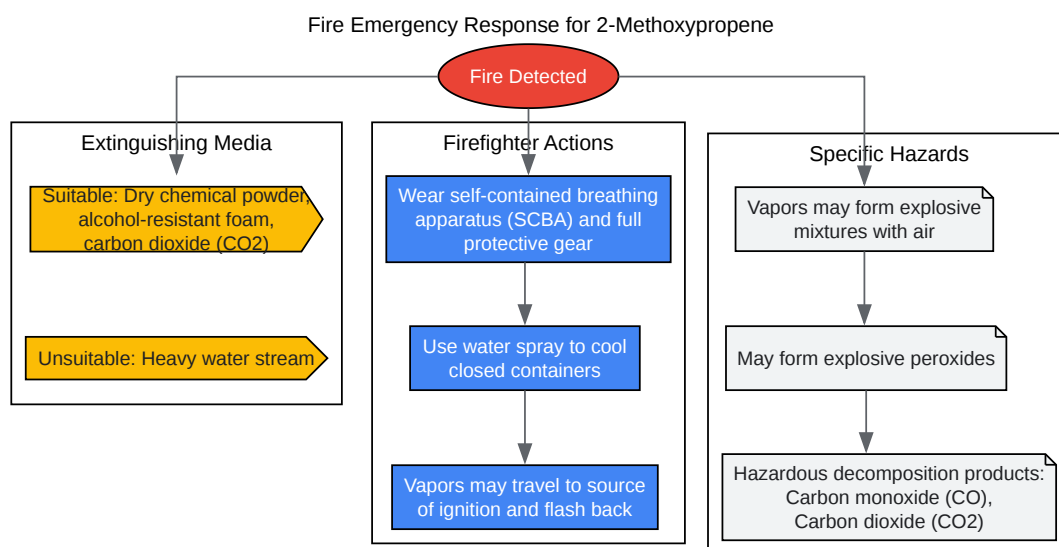 Fire Emergency Response for 2-Methoxypropene
Fire Detected
Extinguishing Media
Suitable: Dry chemical powder,
alcohol-resistant foam,
carbon dioxide (CO2)
Unsuitable: Heavy water stream
Firefighter Actions
Wear self-contained breathing
apparatus (SCBA) and full
protective gear
Use water spray to cool
closed containers
Vapors may travel to source
of ignition and flash back
Specific Hazards
Vapors may form explosive
mixtures with air
May form explosive peroxides
Hazardous decomposition products:
Carbon monoxide (CO),
Carbon dioxide (CO2)